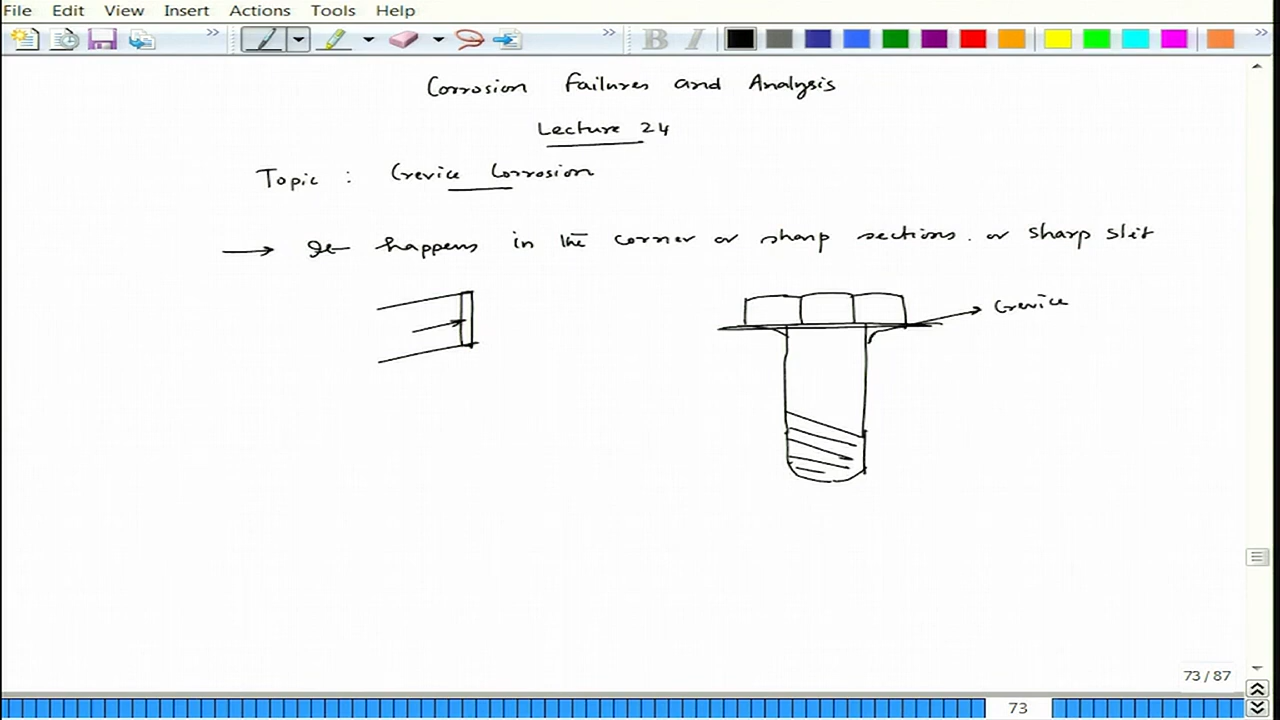 File Edit View Insert Actions Tools Help
B I
Corrosion Failures and Analysis
Lecture 24
Topic : Crevice Corrosion
It happens in the corner or sharp sections. or sharp slit
Crevice
73 / 87
73